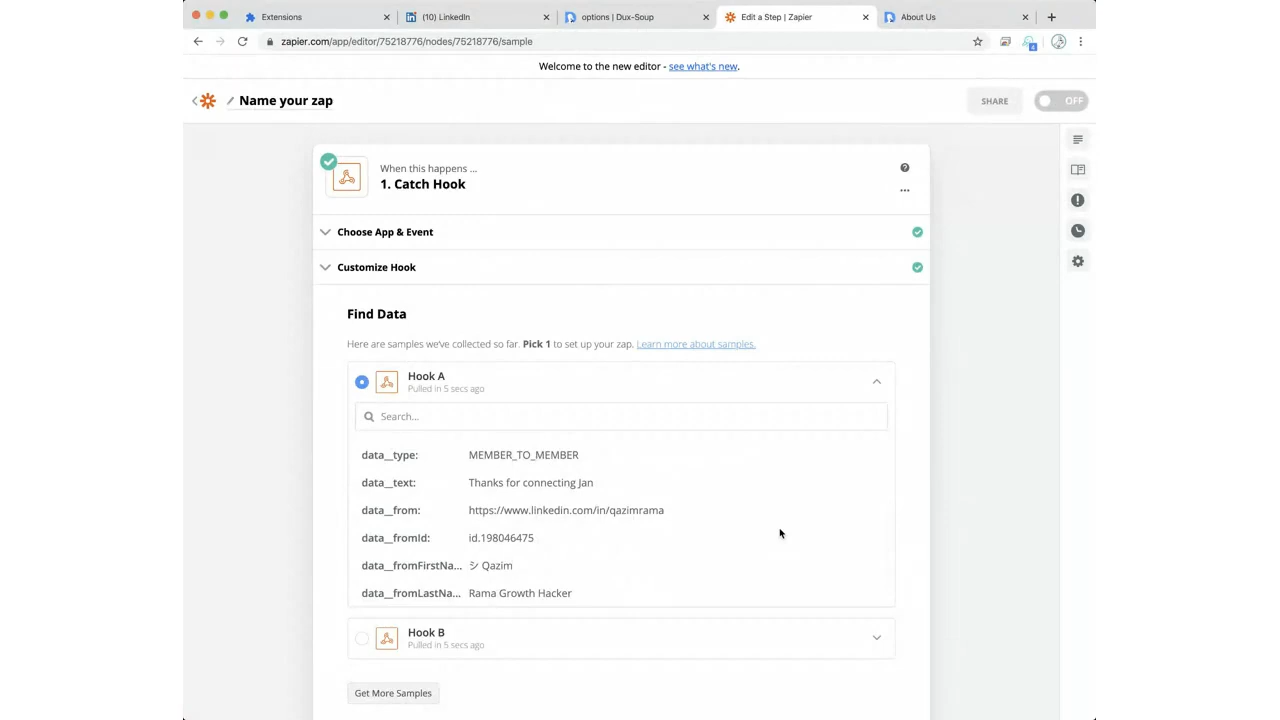 Extensions
(10) LinkedIn
options | Dux-Soup
Edit a Step | Zapier
About Us
zapier.com/app/editor/75218776/nodes/75218776/sample
Welcome to the new editor - see what's new.
Name your zap
SHARE
OFF
When this happens ...
1. Catch Hook
Choose App & Event
Customize Hook
Find Data
Here are samples we've collected so far. Pick 1 to set up your zap. Learn more about samples.
Hook A
Pulled in 5 secs ago
Search...
data__type: MEMBER_TO_MEMBER
data__text: Thanks for connecting Jan
data__from: https://www.linkedin.com/in/qazimrama
data__fromId: id.198046475
data__fromFirstNa... シ Qazim
data__fromLastNa... Rama Growth Hacker
Hook B
Pulled in 5 secs ago
Get More Samples